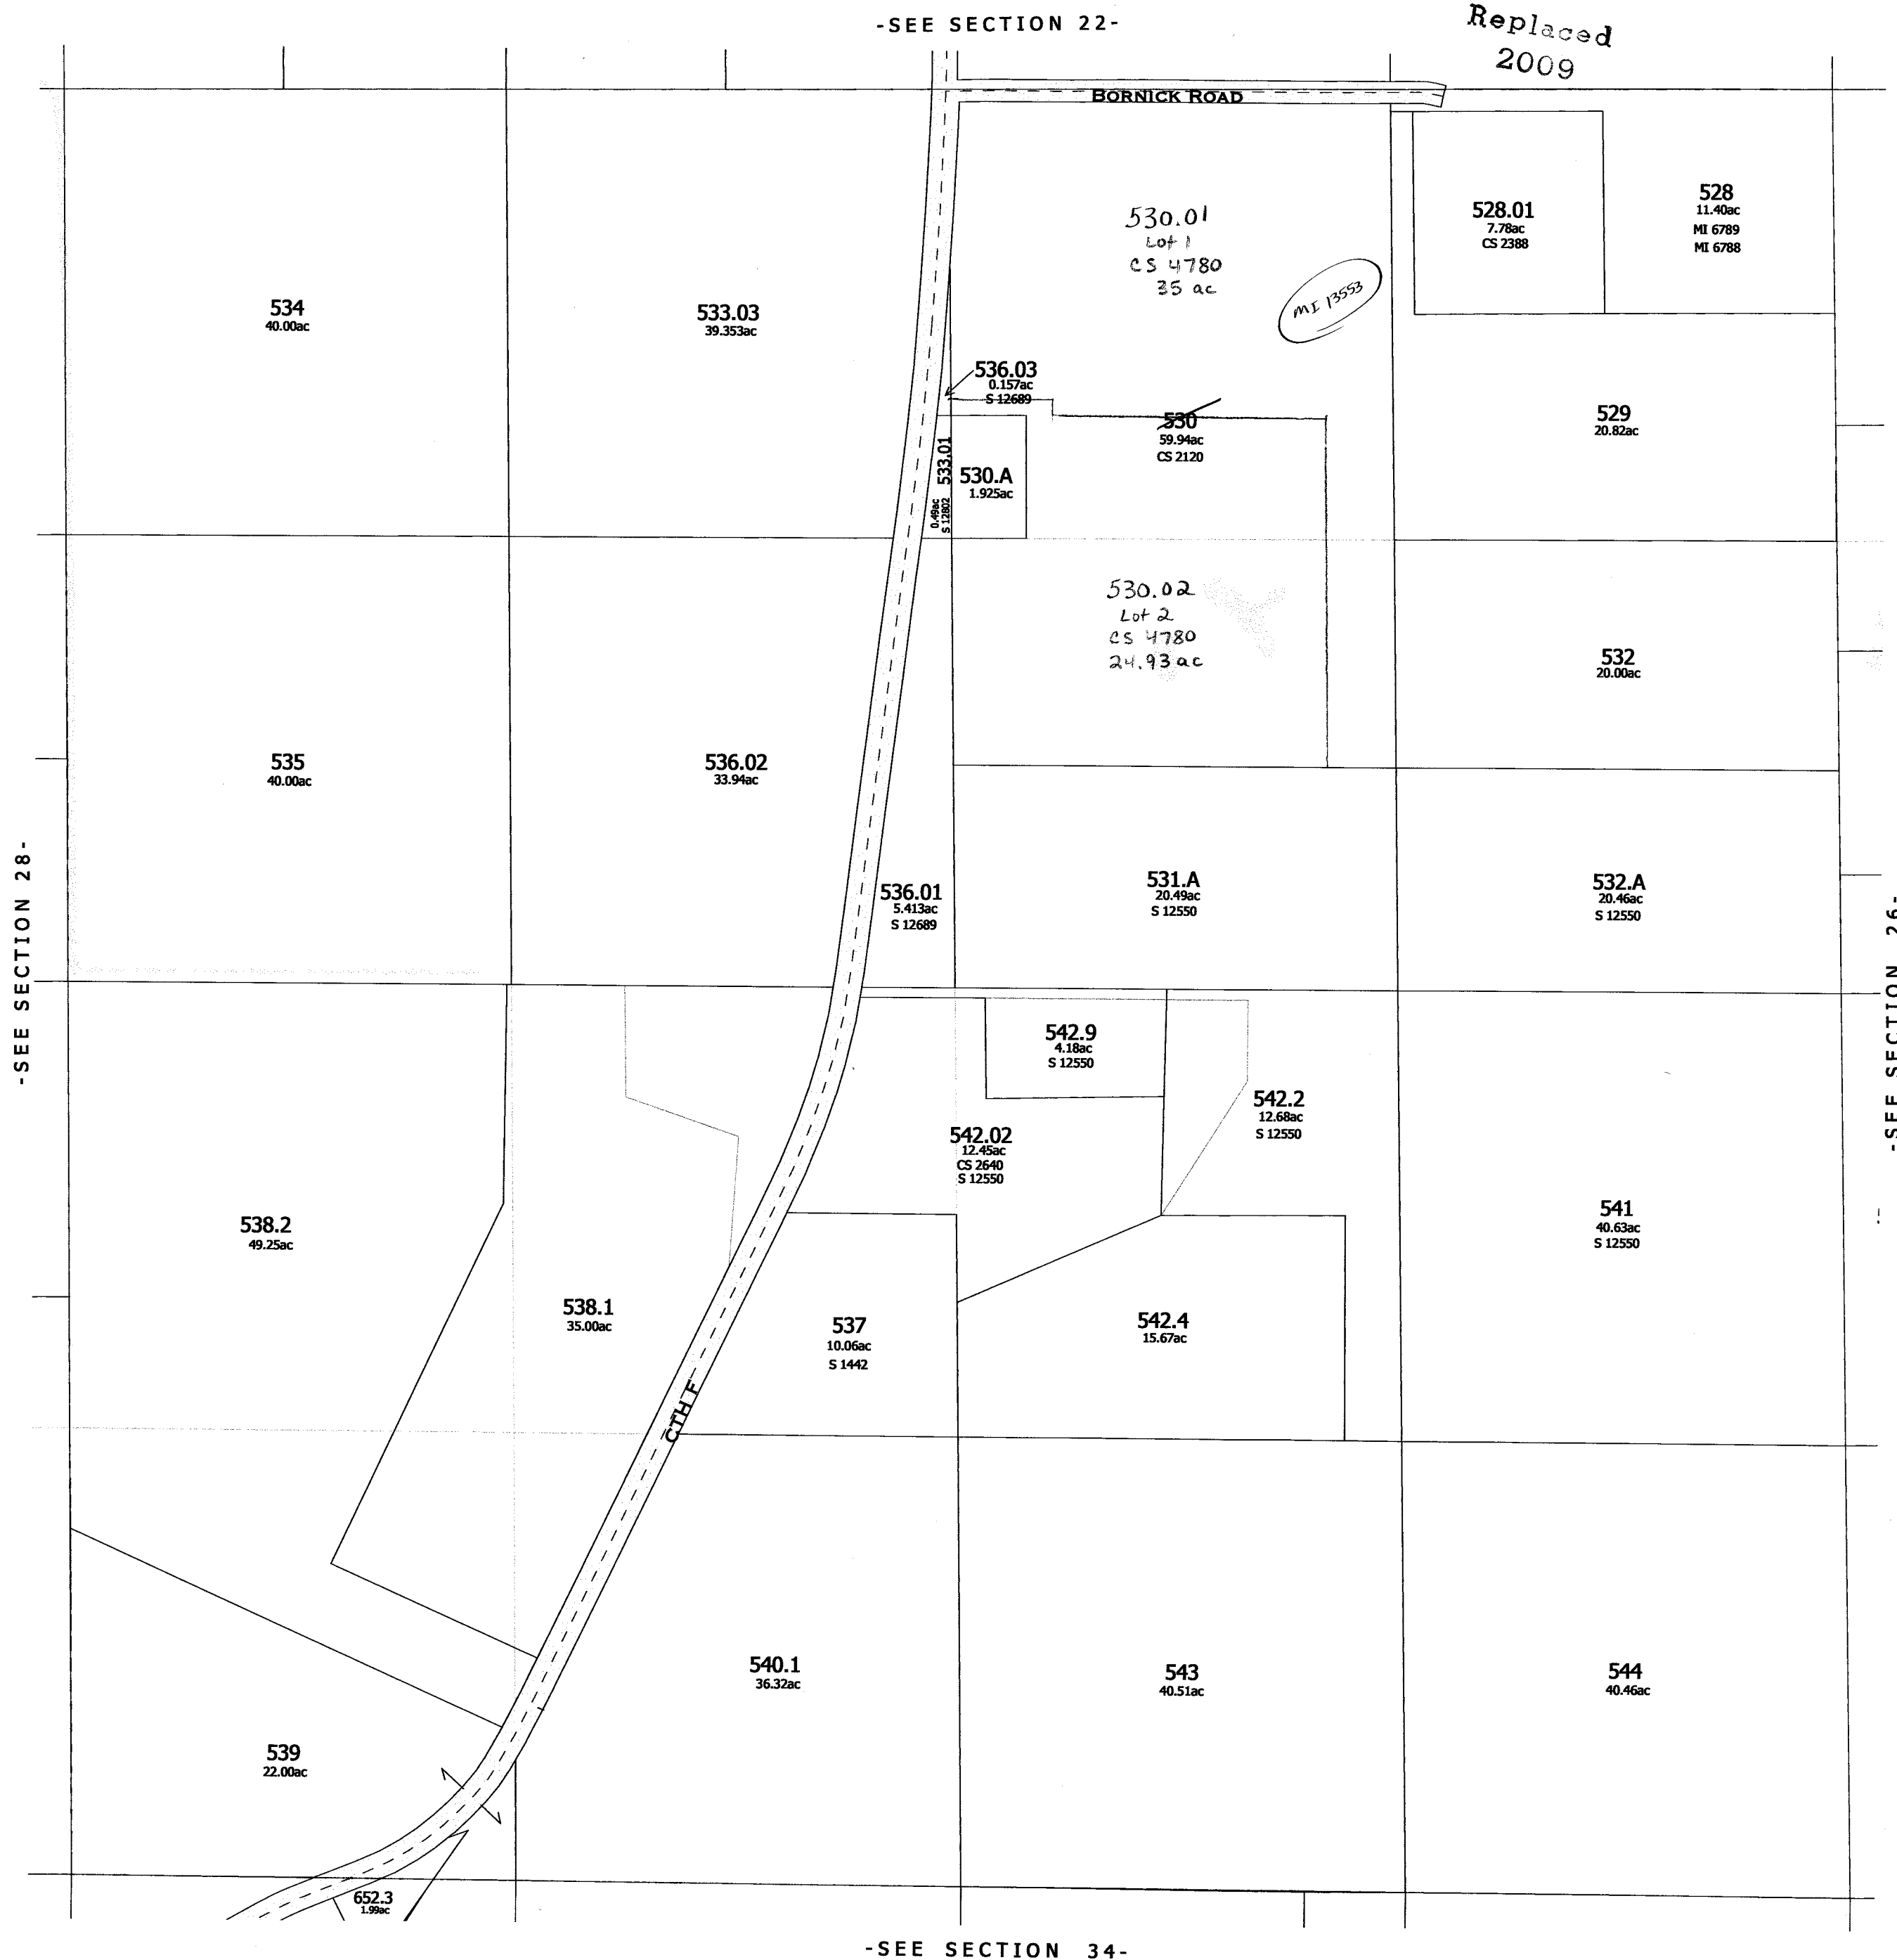 -SEE SECTION 22-
Replaced
2009
BORNICK ROAD
530.01
Lot 1
CS 4780
35 ac
MI 13553
528.01
7.78ac
CS 2388
528
11.40ac
MI 6789
MI 6788
534
40.00ac
533.03
39.353ac
536.03
0.157ac
S 12689
530
59.94ac
CS 2120
529
20.82ac
533.01
0.49ac
S 12802
530.A
1.925ac
530.02
Lot 2
CS 4780
24.93 ac
532
20.00ac
535
40.00ac
536.02
33.94ac
536.01
5.413ac
S 12689
531.A
20.49ac
S 12550
532.A
20.46ac
S 12550
-SEE SECTION 28-
-SEE SECTION 26-
542.9
4.18ac
S 12550
542.2
12.68ac
S 12550
542.02
12.45ac
CS 2640
S 12550
538.2
49.25ac
541
40.63ac
S 12550
538.1
35.00ac
537
10.06ac
S 1442
542.4
15.67ac
CTH F
540.1
36.32ac
543
40.51ac
544
40.46ac
539
22.00ac
652.3
1.99ac
-SEE SECTION 34-